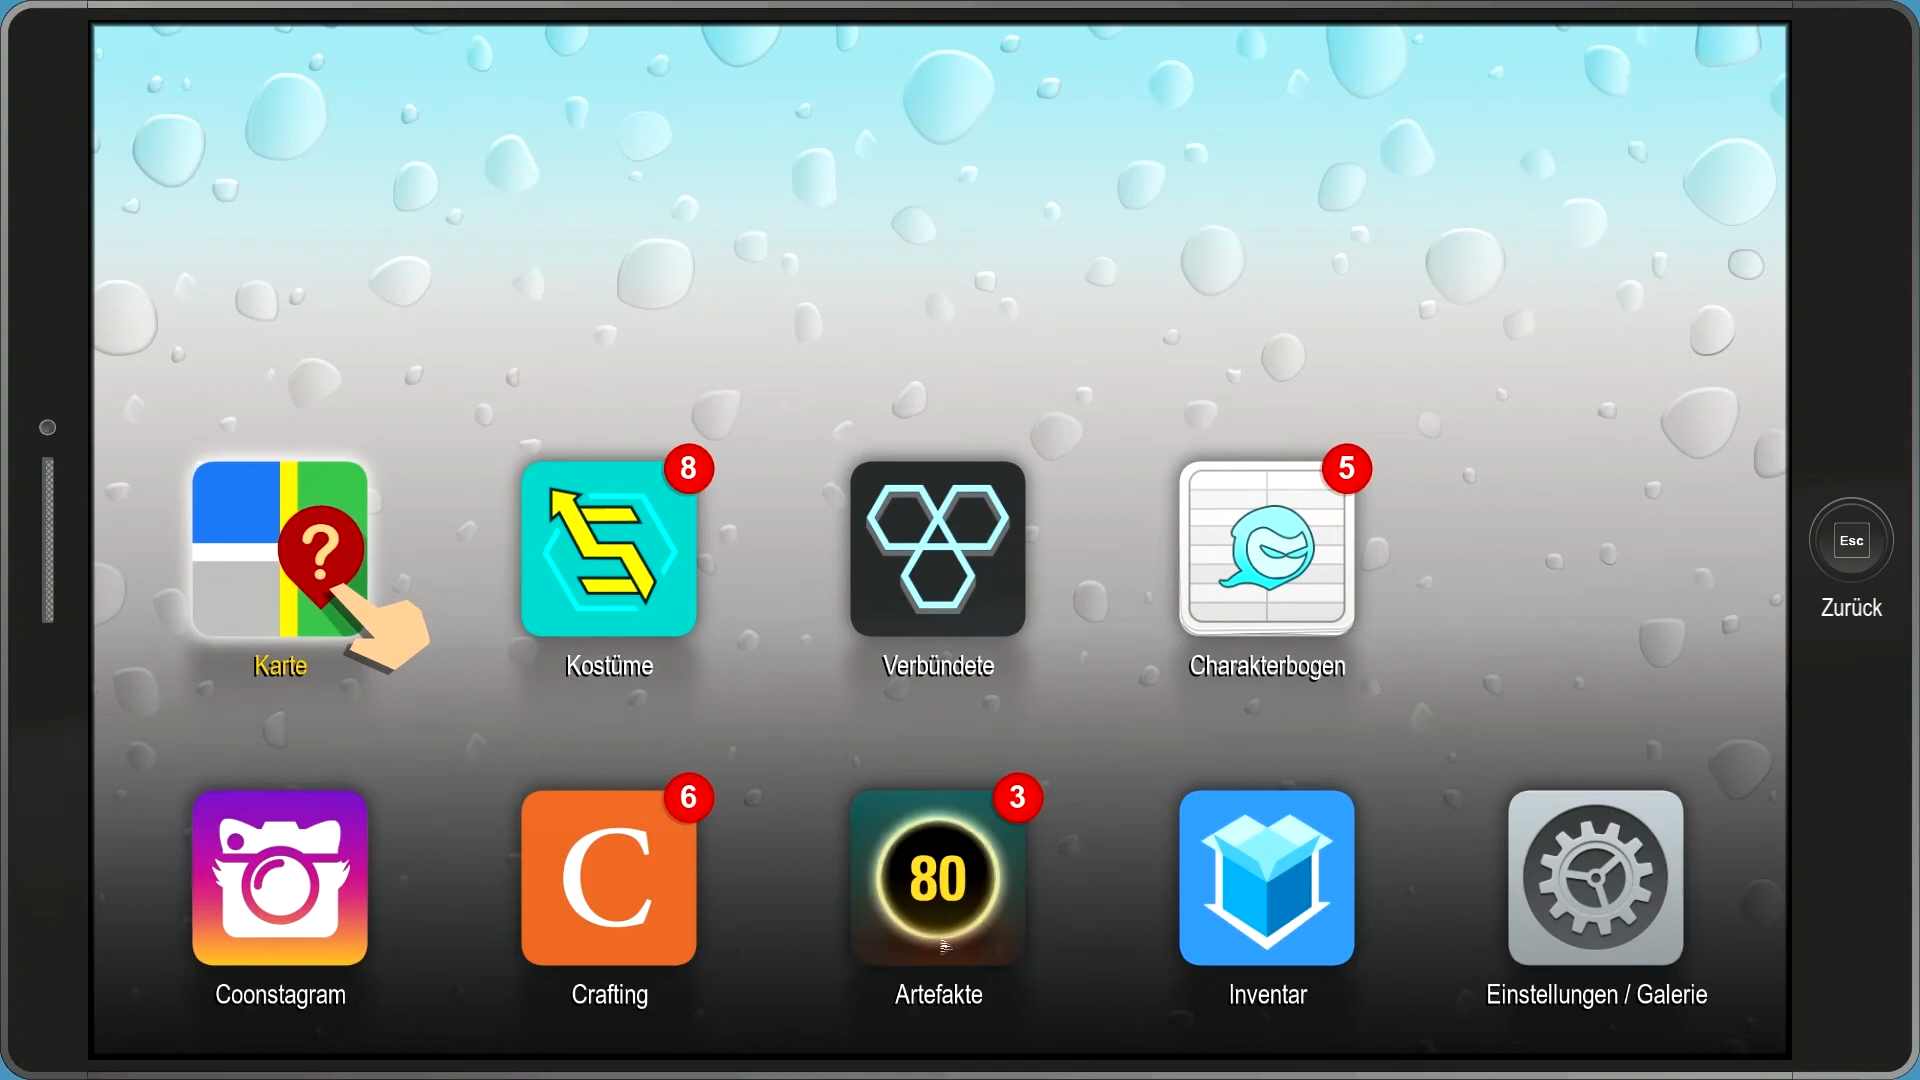 8
5
?
Esc
Zurück
Karte
Kostüme
Verbündete
Charakterbogen
6
3
C
80
Coonstagram
Crafting
Artefakte
Inventar
Einstellungen / Galerie